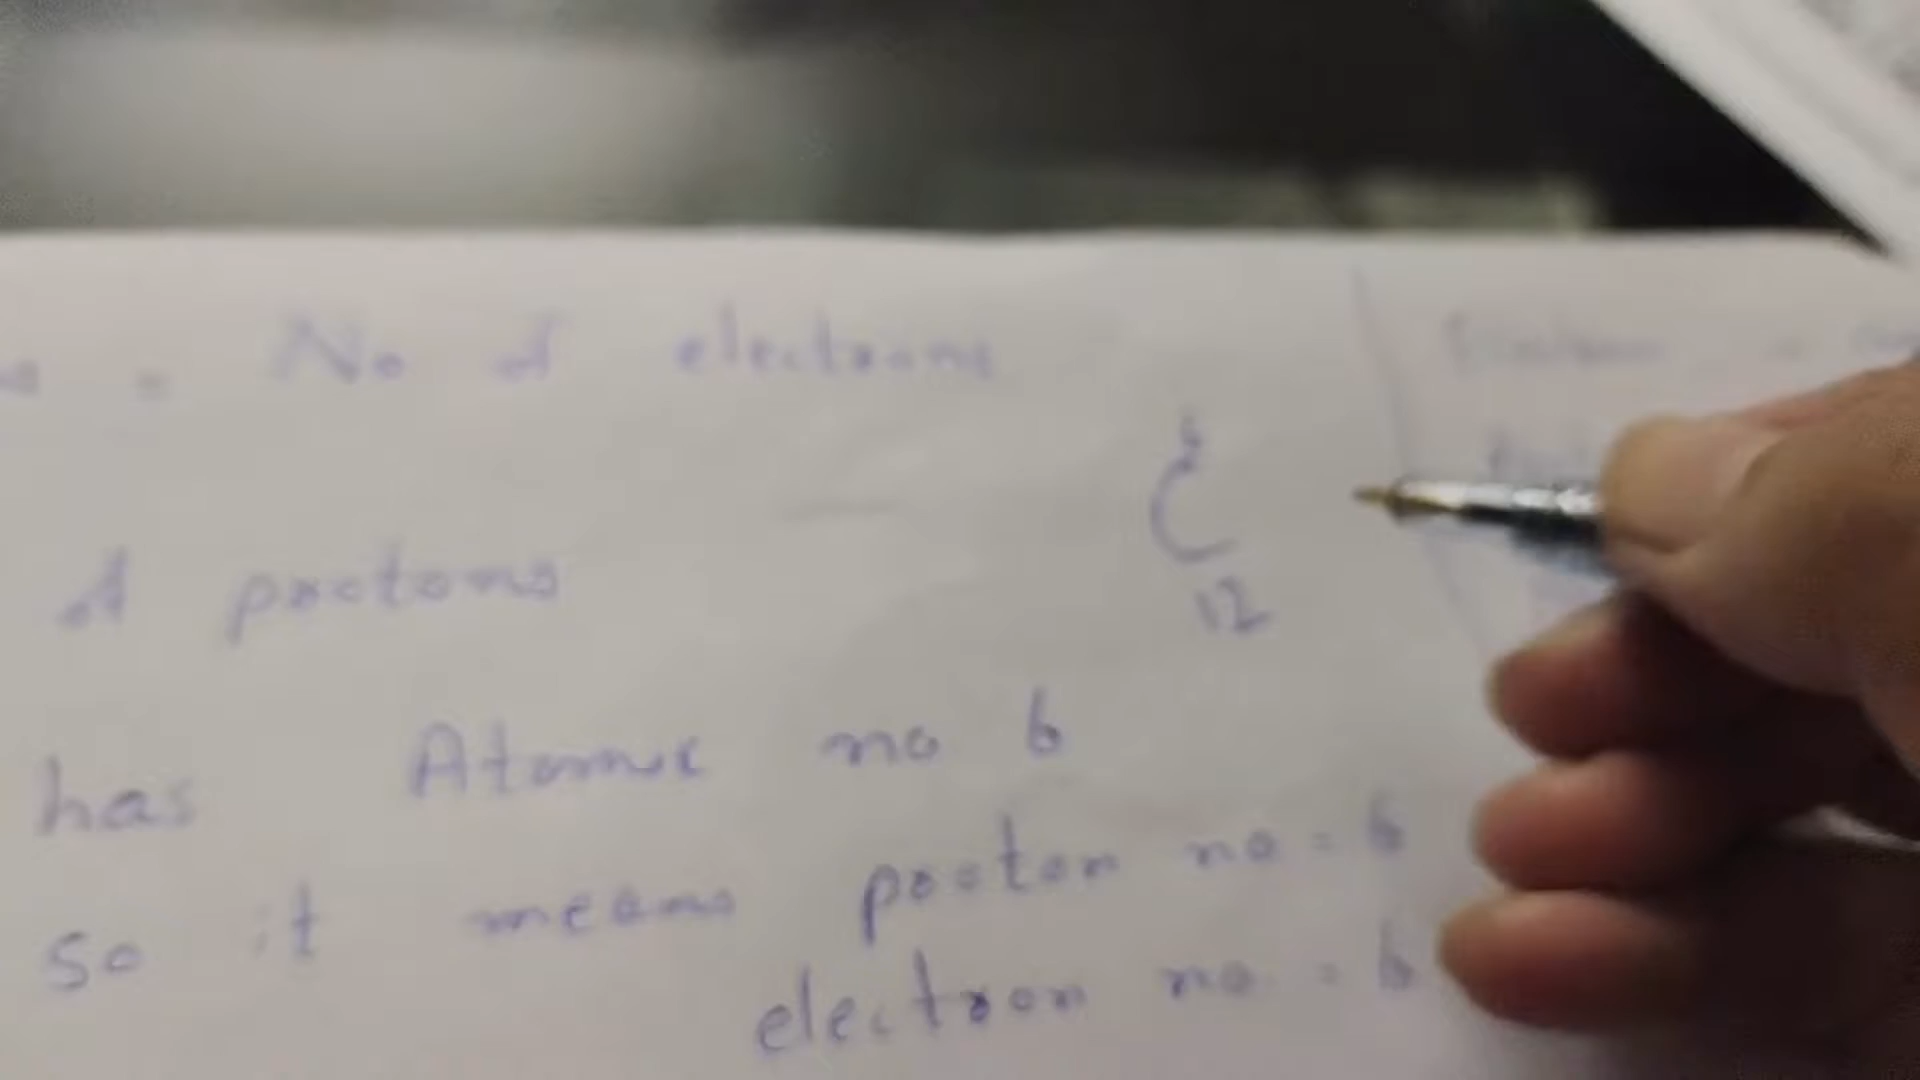 = No of electrons
6
C
12
of protons
has Atomic no 6
so it means proton no = 6
electron no = 6